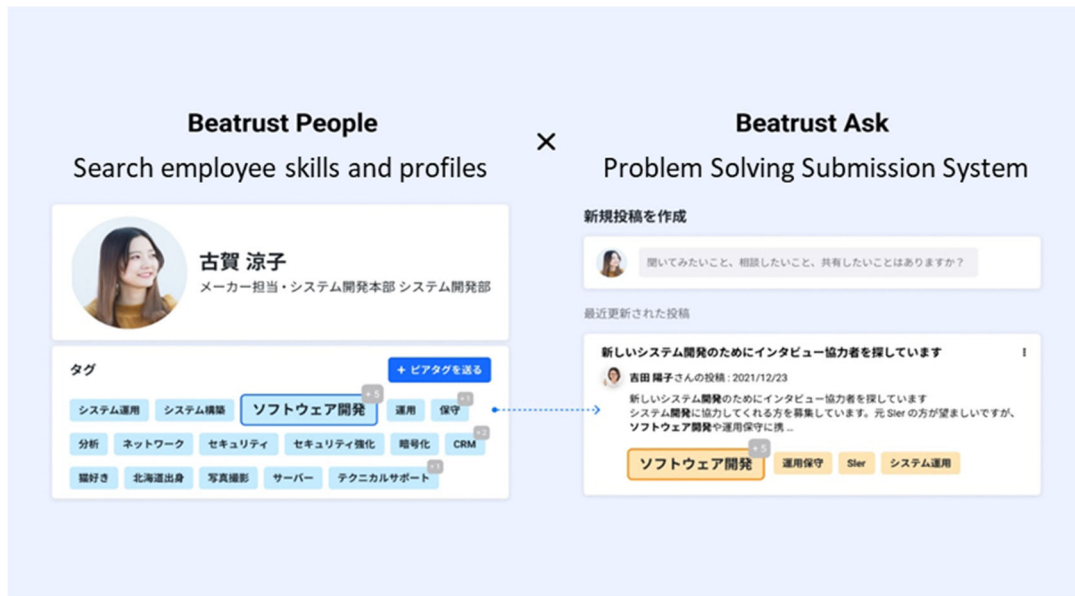 Beatrust People
Search employee skills and profiles
×
Beatrust Ask
Problem Solving Submission System
古賀 涼子
メーカー担当・システム開発本部 システム開発部
タグ
+ ピアタグを送る
システム運用 システム構築 ソフトウェア開発 +5 運用 保守 +1
分析 ネットワーク セキュリティ セキュリティ強化 暗号化 CRM +2
猫好き 北海道出身 写真撮影 サーバー テクニカルサポート +1
新規投稿を作成
聞いてみたいこと、相談したいこと、共有したいことはありますか？
最近更新された投稿
新しいシステム開発のためにインタビュー協力者を探しています
吉田 陽子さんの投稿 : 2021/12/23
新しいシステム開発のためにインタビュー協力者を探しています
システム開発に協力してくれる方を募集しています。元 SIer の方が望ましいですが、
ソフトウェア開発や運用保守に携 ...
ソフトウェア開発 +5 運用保守 SIer システム運用